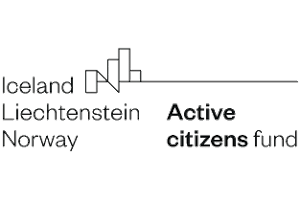 Iceland
Liechtenstein
Norway
Active
citizens fund